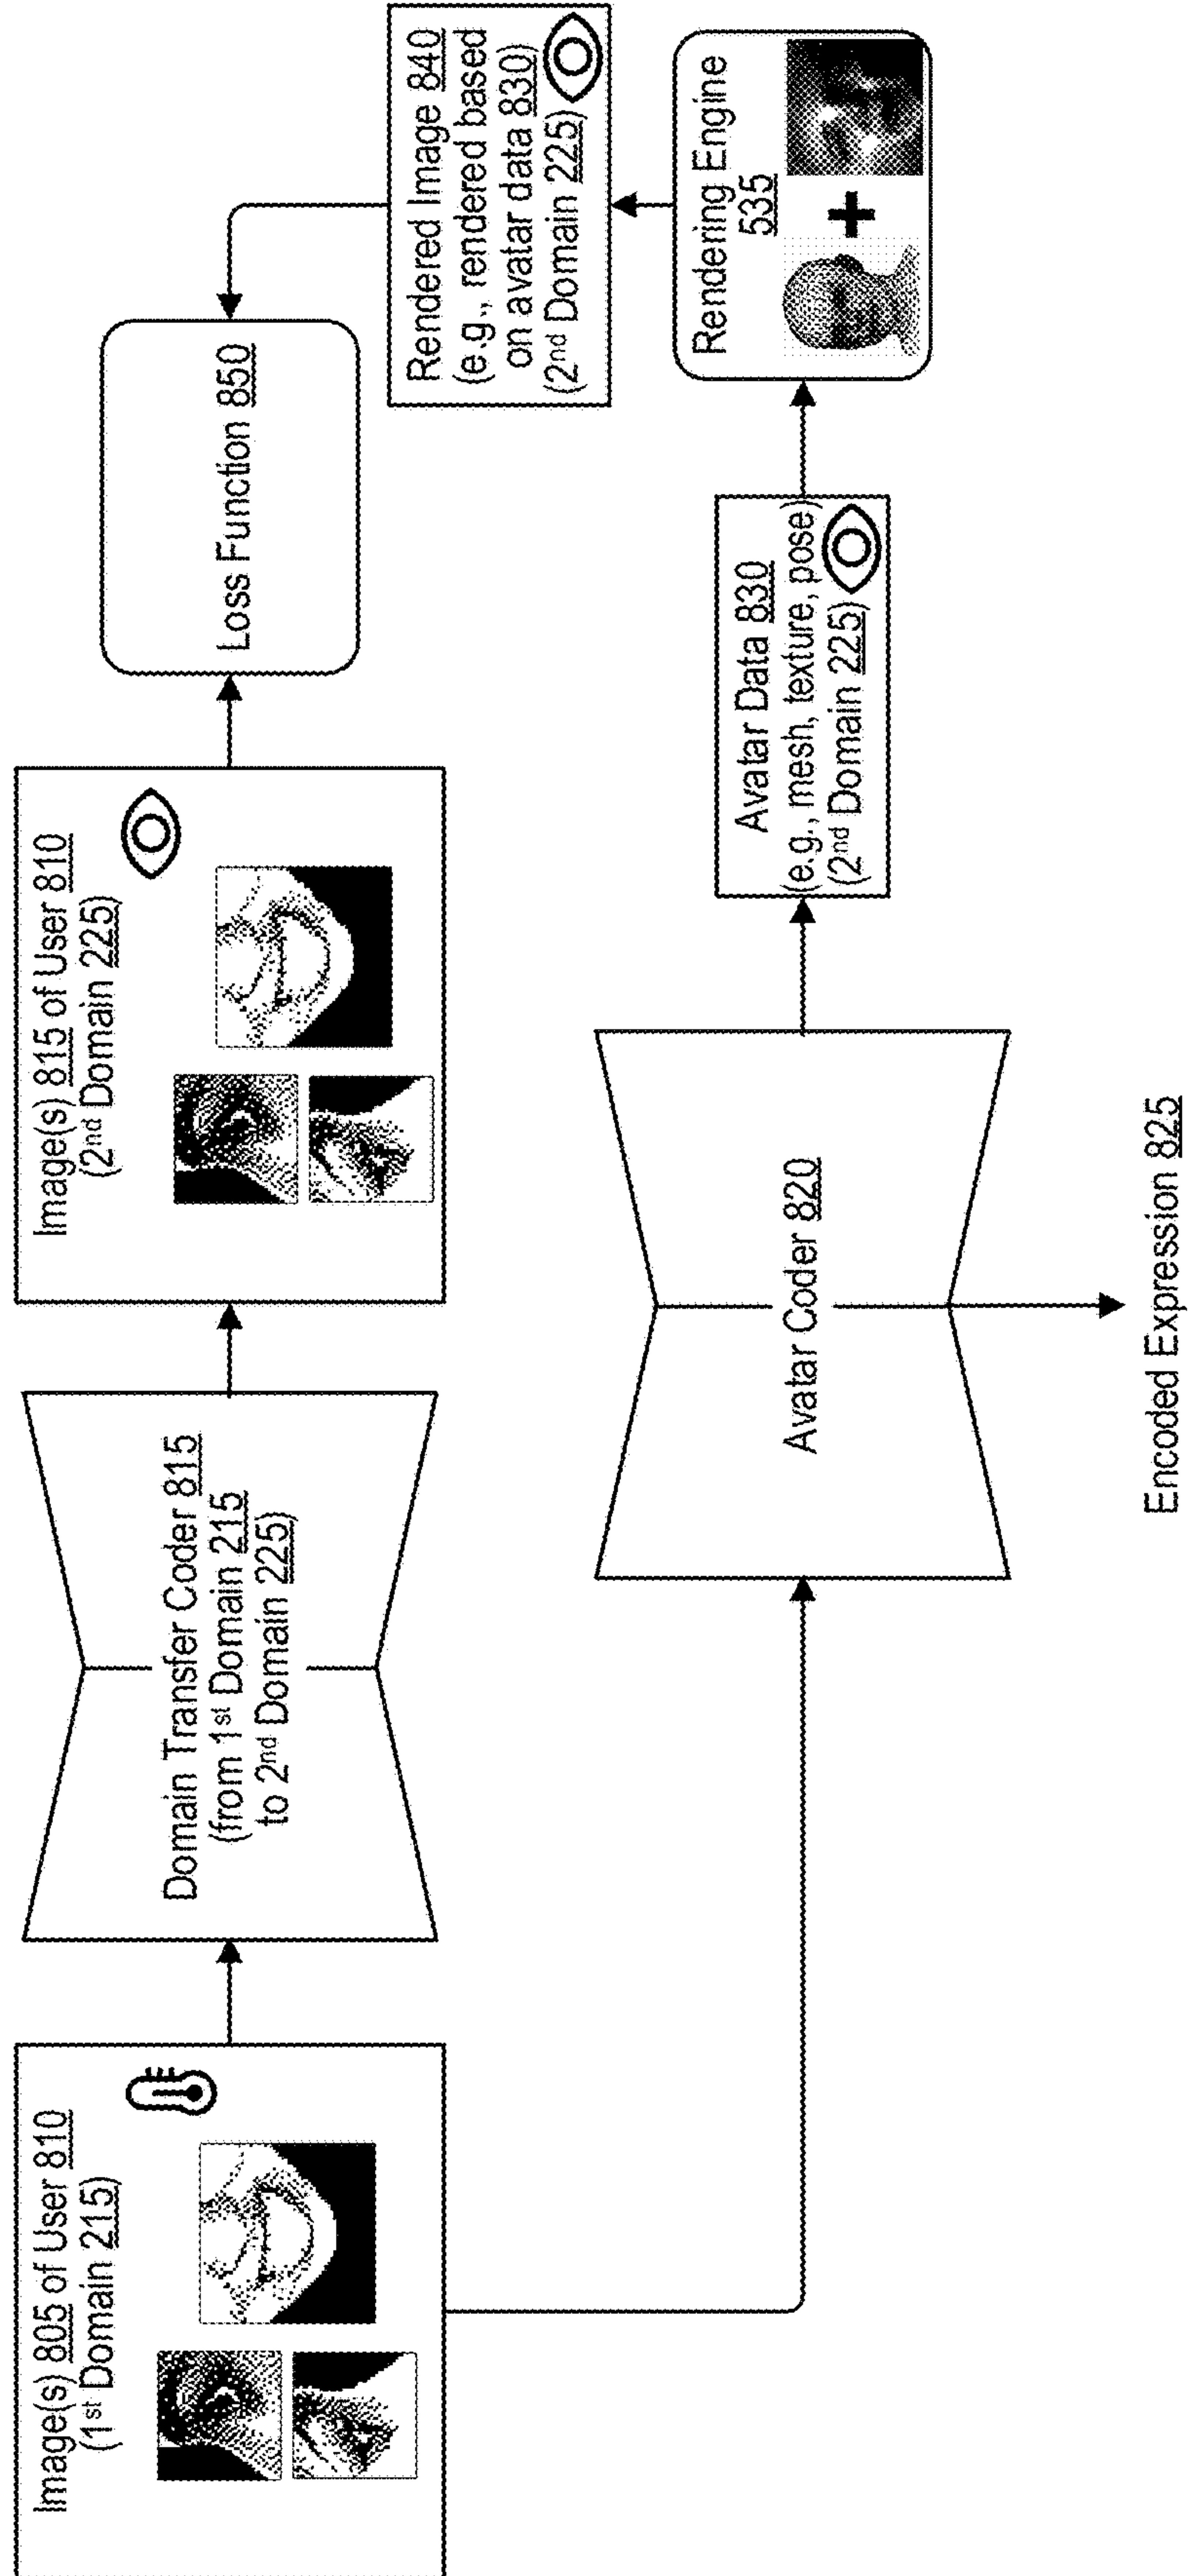 Image(s) 805 of User 810
(1st Domain 215)
Domain Transfer Coder 815
(from 1st Domain 215
to 2nd Domain 225)
Image(s) 815 of User 810
(2nd Domain 225)
Loss Function 850
Avatar Coder 820
Encoded Expression 825
Avatar Data 830
(e.g., mesh, texture, pose)
(2nd Domain 225)
Rendering Engine
535
Rendered Image 840
(e.g., rendered based
on avatar data 830)
(2nd Domain 225)